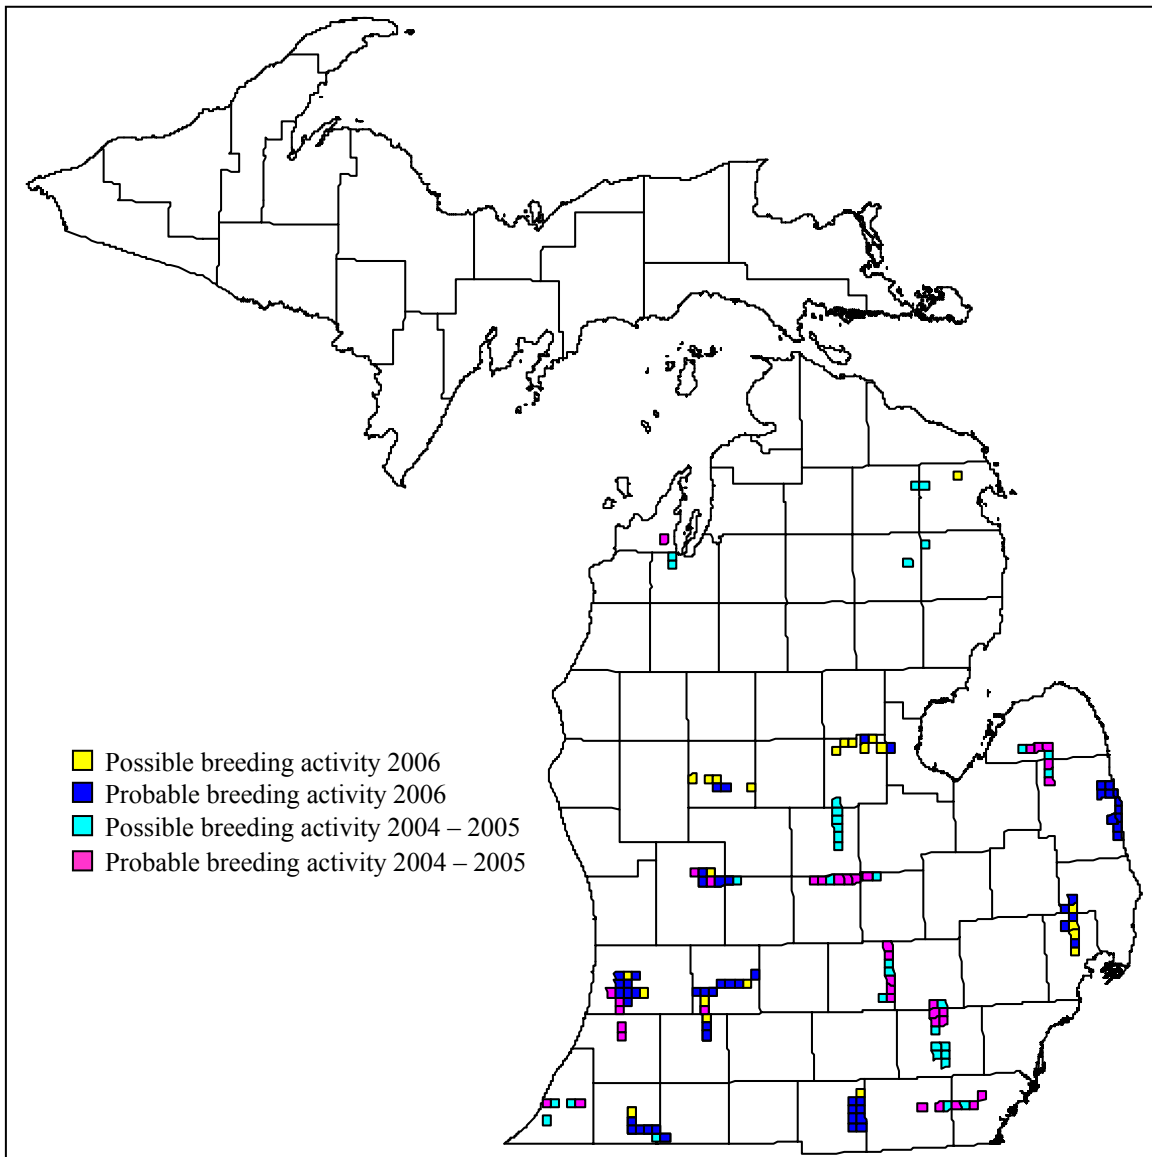 Possible breeding activity 2006
Probable breeding activity 2006
Possible breeding activity 2004 – 2005
Probable breeding activity 2004 – 2005